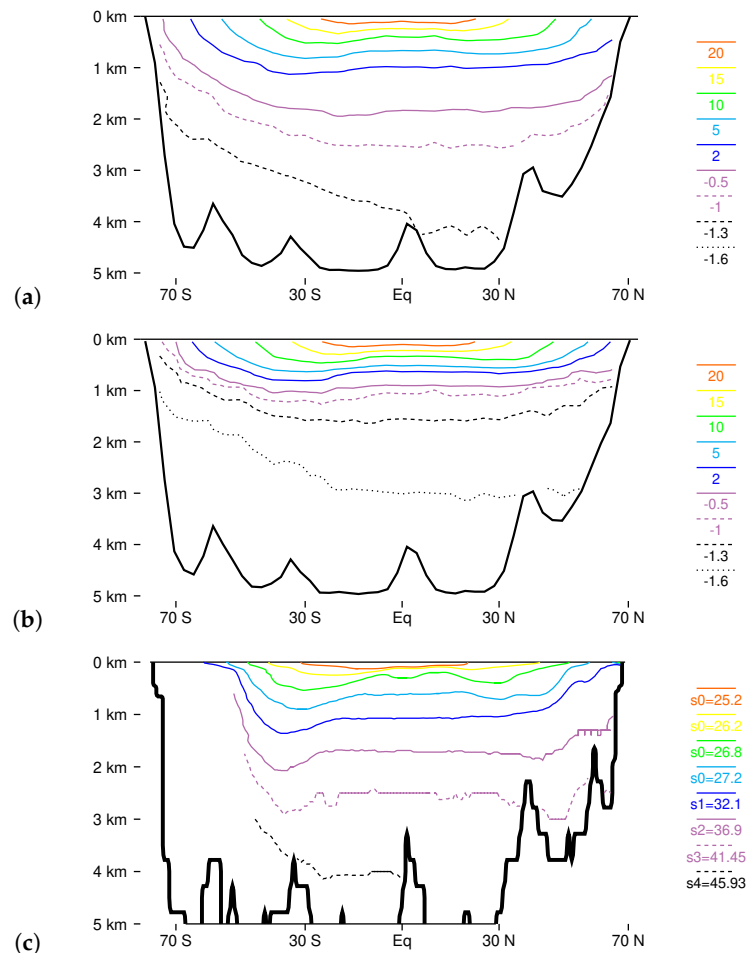 0 km
1 km
2 km
3 km
4 km
5 km
70 S
30 S
Eq
30 N
70 N
20
15
10
5
2
-0.5
-1
-1.3
-1.6
(a)
0 km
1 km
2 km
3 km
4 km
5 km
70 S
30 S
Eq
30 N
70 N
20
15
10
5
2
-0.5
-1
-1.3
-1.6
(b)
0 km
1 km
2 km
3 km
4 km
5 km
70 S
30 S
Eq
30 N
70 N
s0=25.2
s0=26.2
s0=26.8
s0=27.2
s1=32.1
s2=36.9
s3=41.45
s4=45.93
(c)